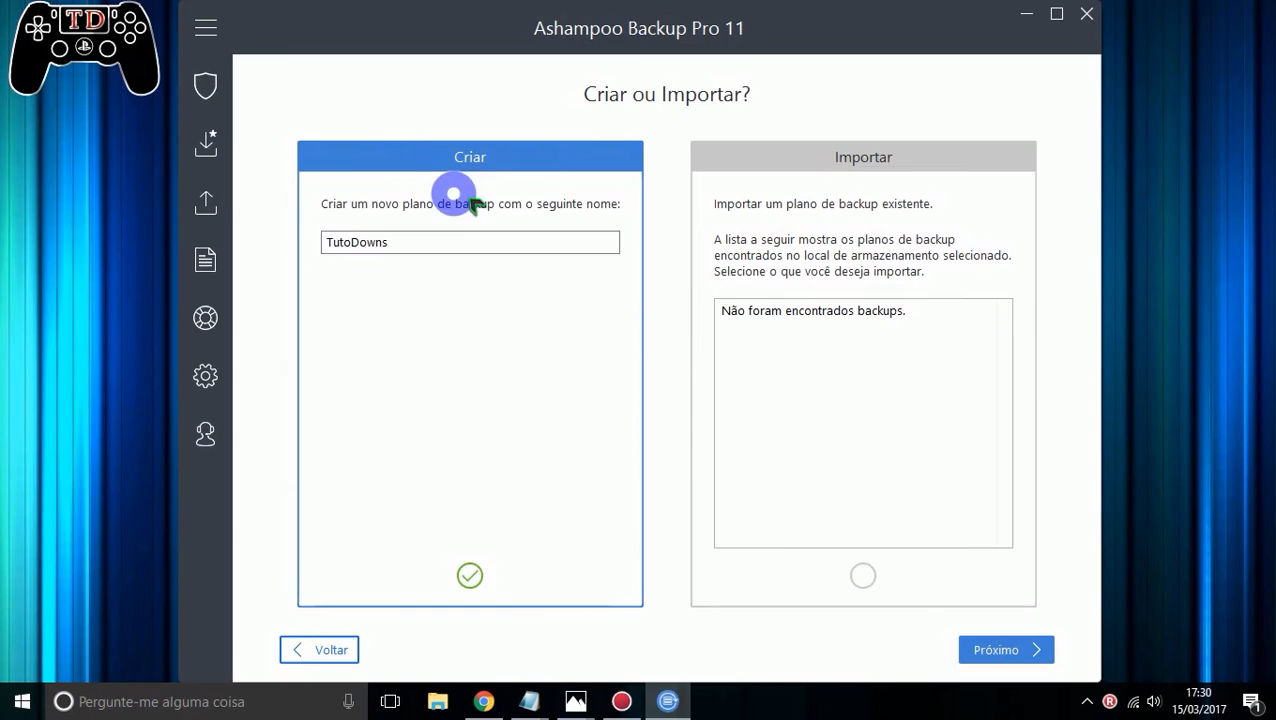 TD
Ashampoo Backup Pro 11
Criar ou Importar?
Criar
Criar um novo plano de backup com o seguinte nome:
TutoDowns
Importar
Importar um plano de backup existente.
A lista a seguir mostra os planos de backup
encontrados no local de armazenamento selecionado.
Selecione o que você deseja importar.
Não foram encontrados backups.
Voltar
Próximo
Pergunte-me alguma coisa
R
17:30
15/03/2017
1